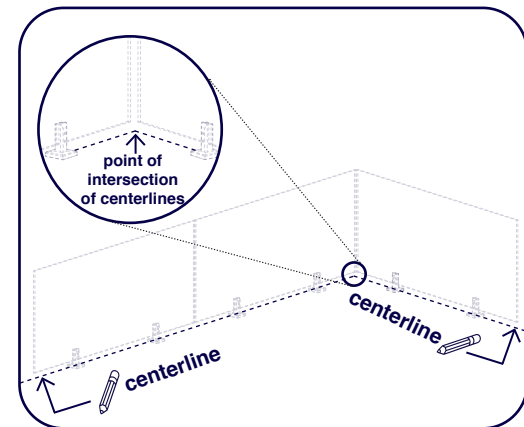 point of
intersection
of centerlines
centerline
centerline